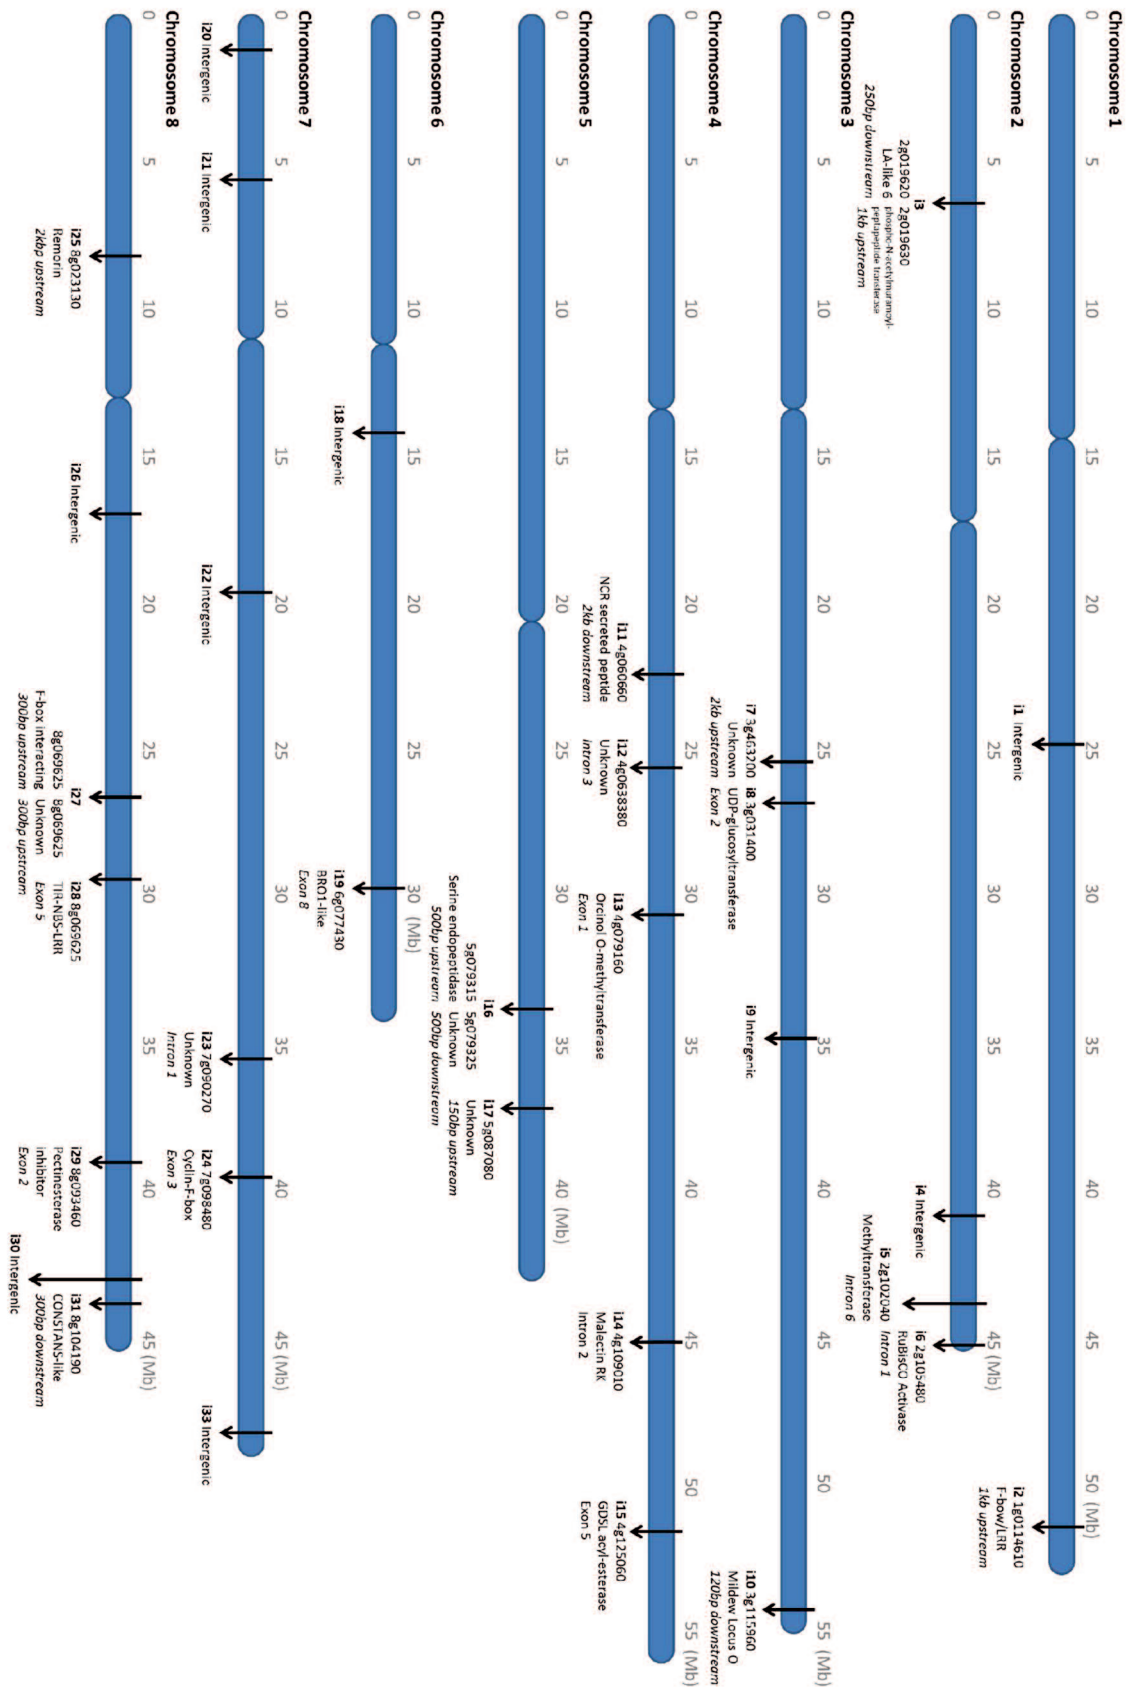 Chromosome 1
0 5 10 15 20 25 30 35 40 45 50 (Mb)
i1 Intergenic
i2 1g0114610
F-bow/LRR
1kb upstream
Chromosome 2
0 5 10 15 20 25 30 35 40 45 (Mb)
i3
2g019620 2g019630
LA-like 6 phospho-N-acetylmuramoyl-
peptapeptide transferase
250bp downstream 1kb upstream
i4 Intergenic
i5 2g102040
Methyltransferase
Intron 6
i6 2g105480
RuBisCO Activase
Intron 1
Chromosome 3
0 5 10 15 20 25 30 35 40 45 50 55 (Mb)
i7 3g463200
Unknown
2kb upstream
i8 3g031400
UDP-glucosyltransferase
Exon 2
i9 Intergenic
i10 3g115960
Mildew Locus O
120bp downstream
Chromosome 4
0 5 10 15 20 25 30 35 40 45 50 55 (Mb)
i11 4g060660
NCR secreted peptide
2kb downstream
i12 4g0638380
Unknown
intron 3
i13 4g079160
Orcinol O-methyltransferase
Exon 1
i14 4g109010
Malectin RK
Intron 2
i15 4g125060
GDSL acyl-esterase
Exon 5
Chromosome 5
0 5 10 15 20 25 30 35 40 (Mb)
i16
5g079315 5g079325
Serine endopeptidase Unknown
500bp upstream 500bp downstream
i17 5g087080
Unknown
150bp upstream
Chromosome 6
0 5 10 15 20 25 30 (Mb)
i18 Intergenic
i19 6g077430
BRO1-like
Exon 8
Chromosome 7
0 5 10 15 20 25 30 35 40 45 (Mb)
i20 Intergenic
i21 Intergenic
i22 Intergenic
i23 7g090270
Unknown
Intron 1
i24 7g098480
Cyclin-F-box
Exon 3
i33 Intergenic
Chromosome 8
0 5 10 15 20 25 30 35 40 45 (Mb)
i25 8g023130
Remorin
2kbp upstream
i26 Intergenic
i27
8g069625 8g069625
F-box interacting Unknown
300bp upstream 300bp upstream
i28 8g069625
TIR-NBS-LRR
Exon 5
i29 8g093460
Pectinesterase
inhibitor
Exon 2
i30 Intergenic
i31 8g104190
CONSTANS-like
300bp downstream